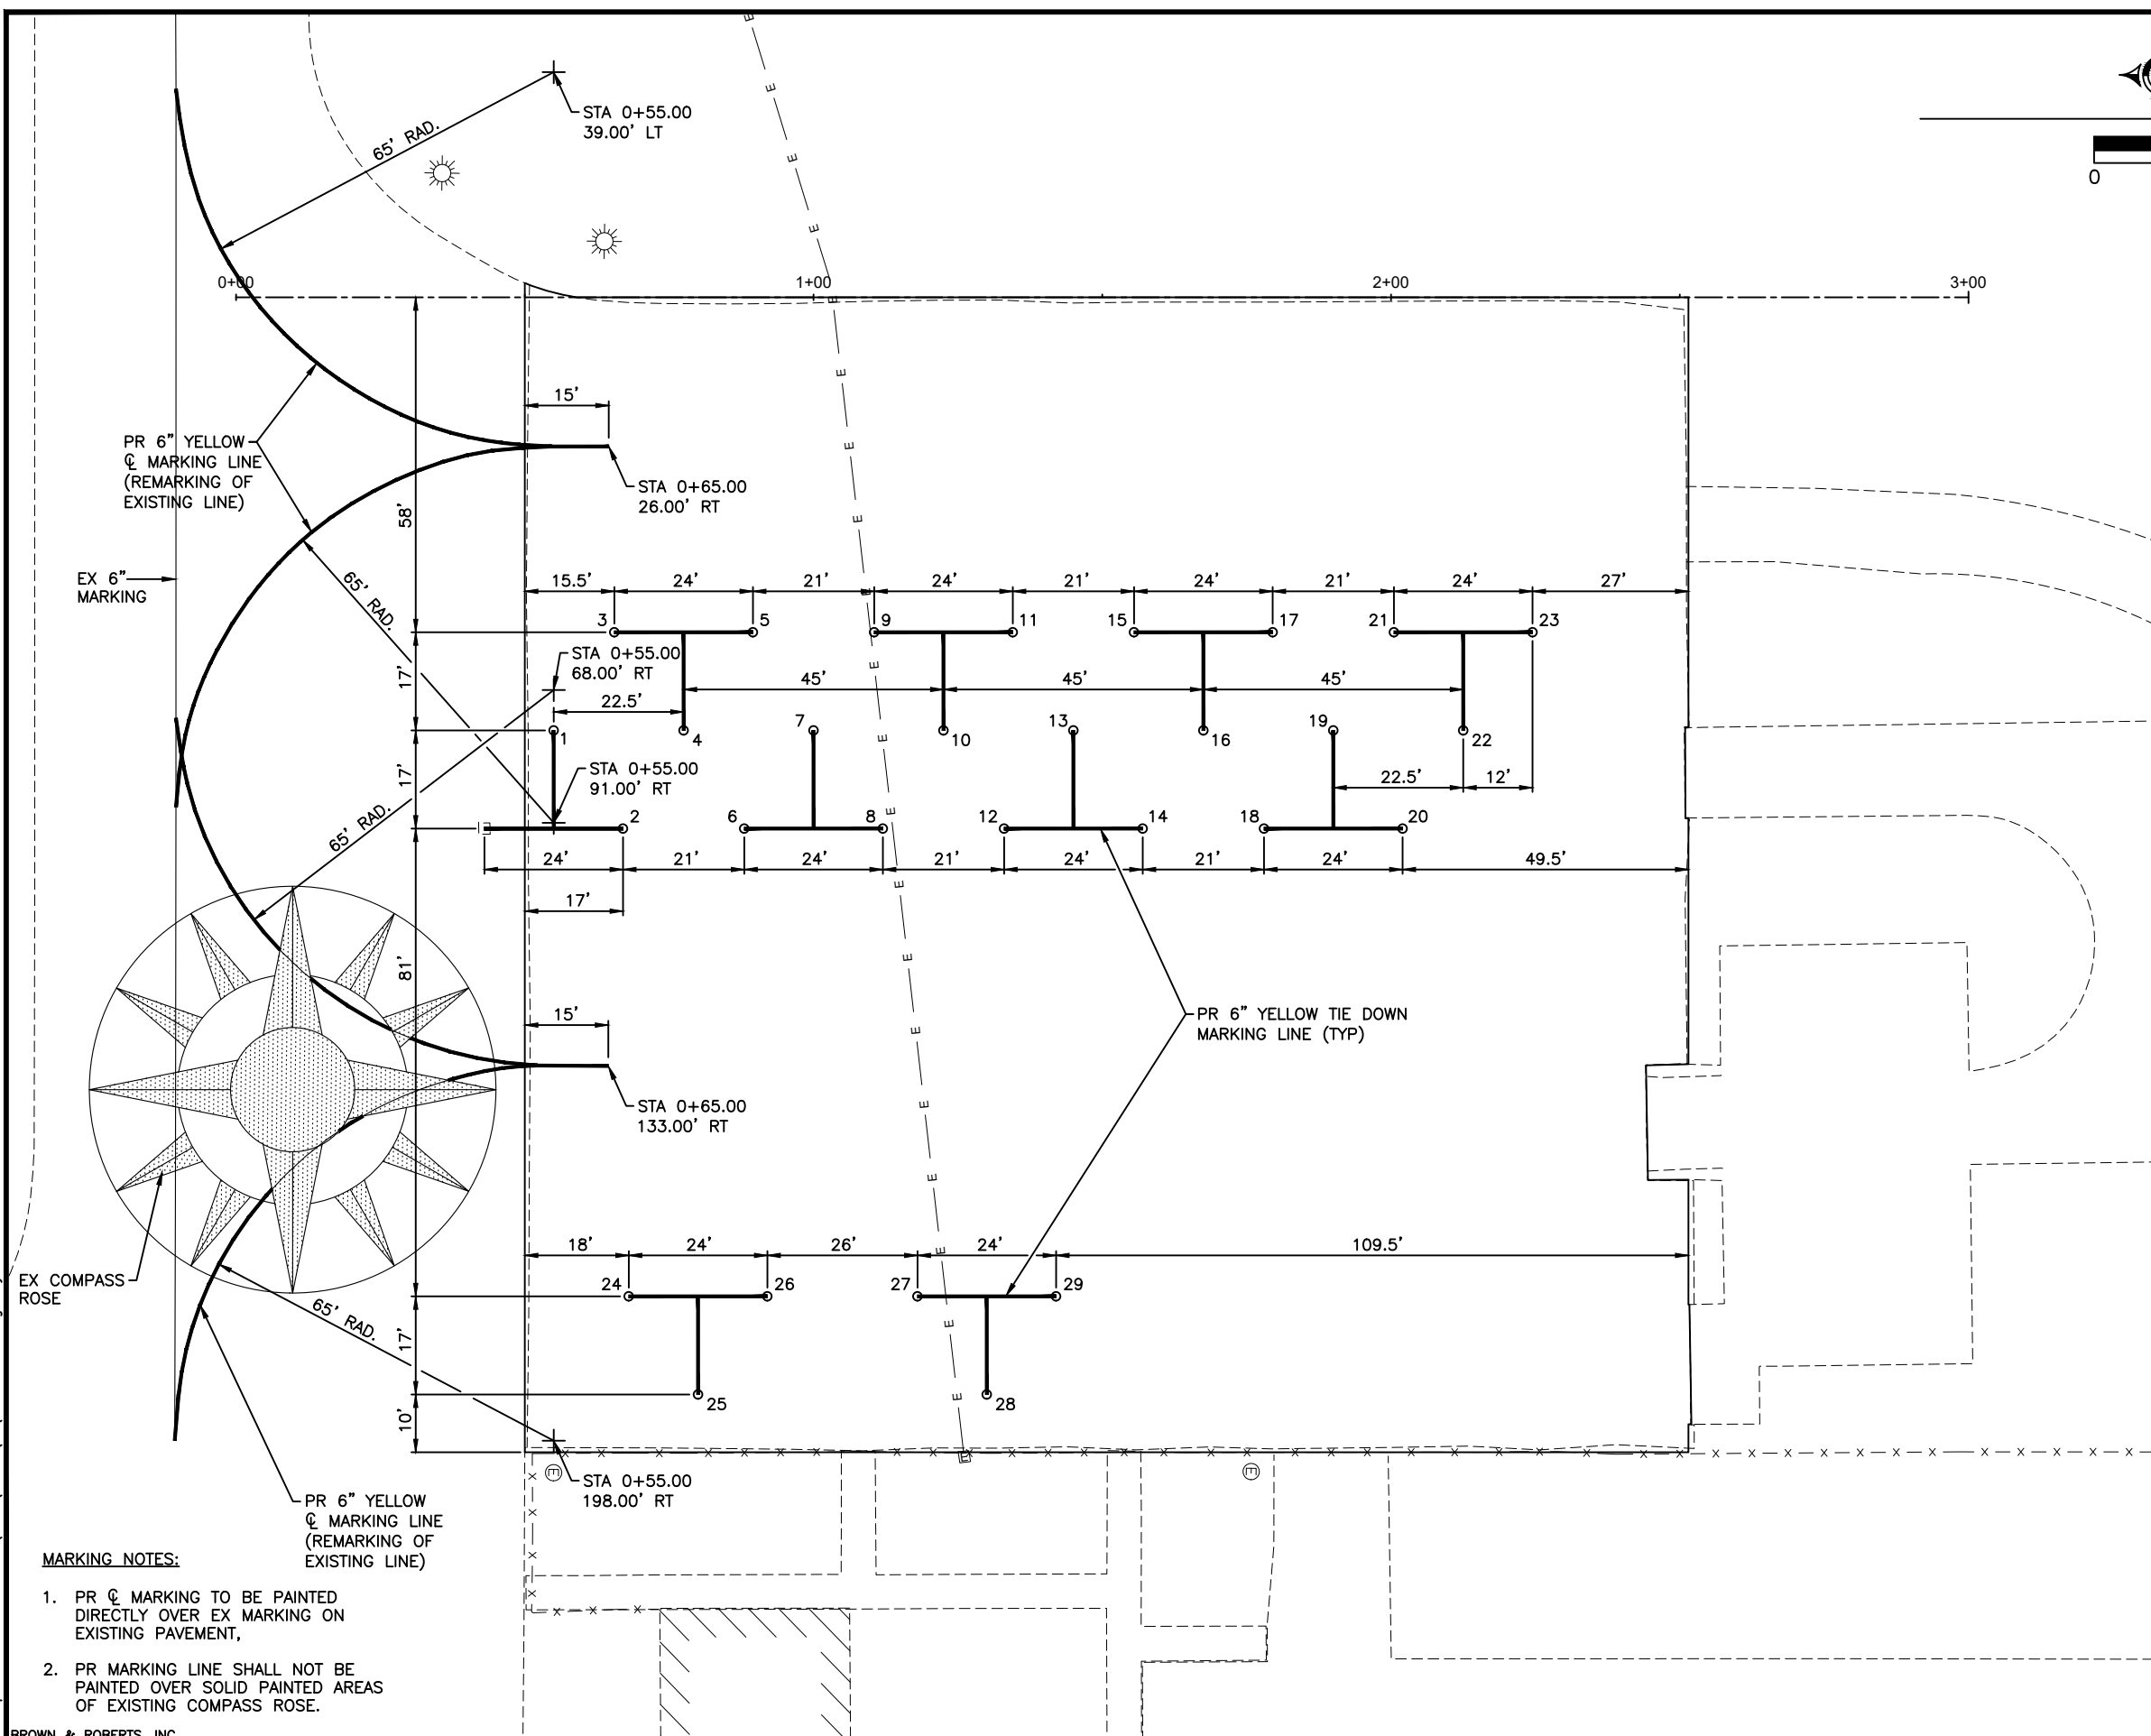 STA 0+55.00
39.00' LT
65' RAD.
0
0+00
1+00
2+00
3+00
15'
PR 6" YELLOW
℄ MARKING LINE
(REMARKING OF
EXISTING LINE)
STA 0+65.00
26.00' RT
58'
EX 6"
MARKING
65' RAD.
15.5'
24'
21'
24'
21'
24'
21'
24'
27'
3
5
9
11
15
17
21
23
STA 0+55.00
68.00' RT
17'
45'
45'
45'
22.5'
1
4
7
10
13
16
19
22
STA 0+55.00
91.00' RT
17'
22.5'
12'
65' RAD.
2
6
8
12
14
18
20
24'
21'
24'
21'
24'
21'
24'
49.5'
17'
81'
15'
PR 6" YELLOW TIE DOWN
MARKING LINE (TYP)
STA 0+65.00
133.00' RT
18'
24'
26'
24'
109.5'
EX COMPASS
ROSE
24
26
27
29
65' RAD.
17'
25
28
10'
STA 0+55.00
198.00' RT
E
E
PR 6" YELLOW
℄ MARKING LINE
(REMARKING OF
EXISTING LINE)
MARKING NOTES:
1. PR ℄ MARKING TO BE PAINTED
DIRECTLY OVER EX MARKING ON
EXISTING PAVEMENT,
2. PR MARKING LINE SHALL NOT BE
PAINTED OVER SOLID PAINTED AREAS
OF EXISTING COMPASS ROSE.
BROWN & ROBERTS, INC